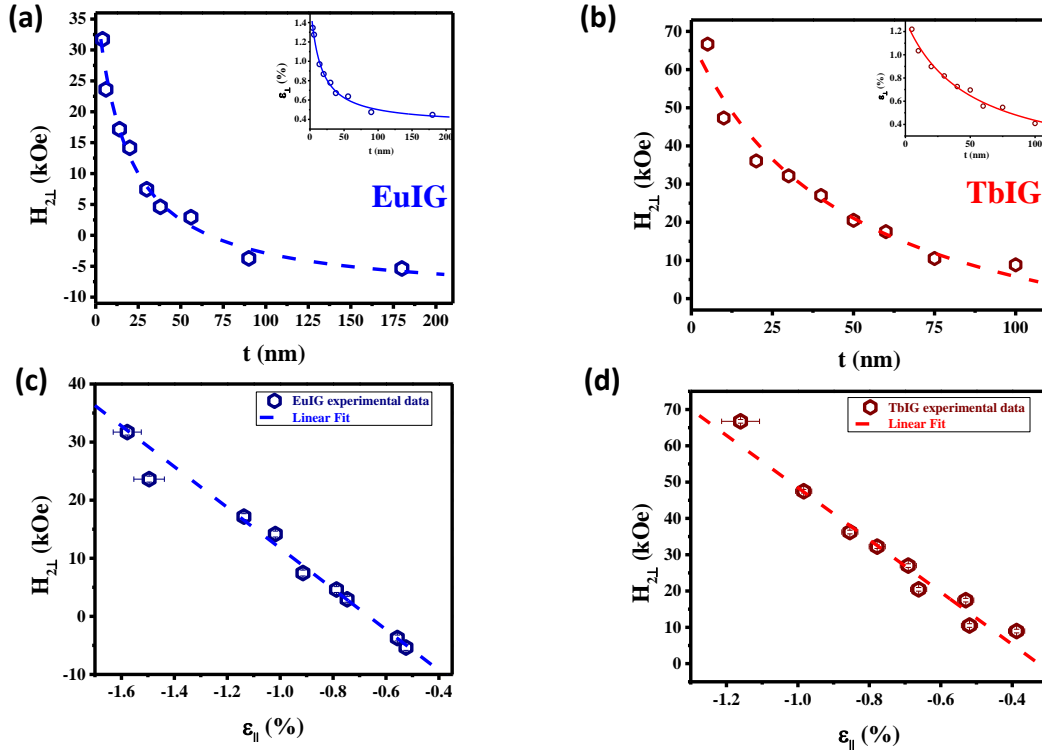 (a)
35
30
25
20
15
10
5
0
-5
-10
H2⊥ (kOe)
0 25 50 75 100 125 150 175 200
t (nm)
1.4
1.2
1.0
0.8
0.6
0.4
ε⊥ (%)
0 50 100 150 200
t (nm)
EuIG
(b)
70
60
50
40
30
20
10
0
H2⊥ (kOe)
0 25 50 75 100
t (nm)
1.2
1.0
0.8
0.6
0.4
ε⊥ (%)
0 50 100
t (nm)
TbIG
(c)
40
30
20
10
0
-10
H2⊥ (kOe)
EuIG experimental data
Linear Fit
-1.6 -1.4 -1.2 -1.0 -0.8 -0.6 -0.4
ε|| (%)
(d)
70
60
50
40
30
20
10
0
H2⊥ (kOe)
TbIG experimental data
Linear Fit
-1.2 -1.0 -0.8 -0.6 -0.4
ε|| (%)